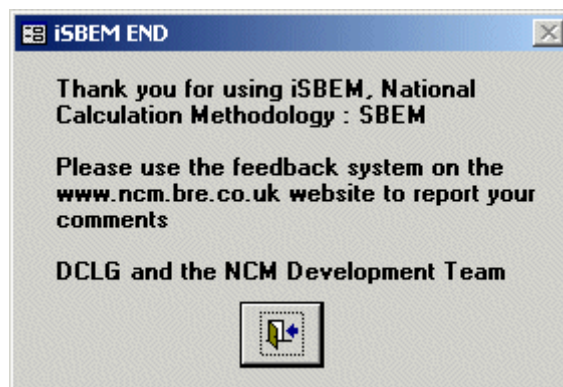 iSBEM END
Thank you for using iSBEM, National
Calculation Methodology : SBEM
Please use the feedback system on the
www.ncm.bre.co.uk website to report your
comments
DCLG and the NCM Development Team